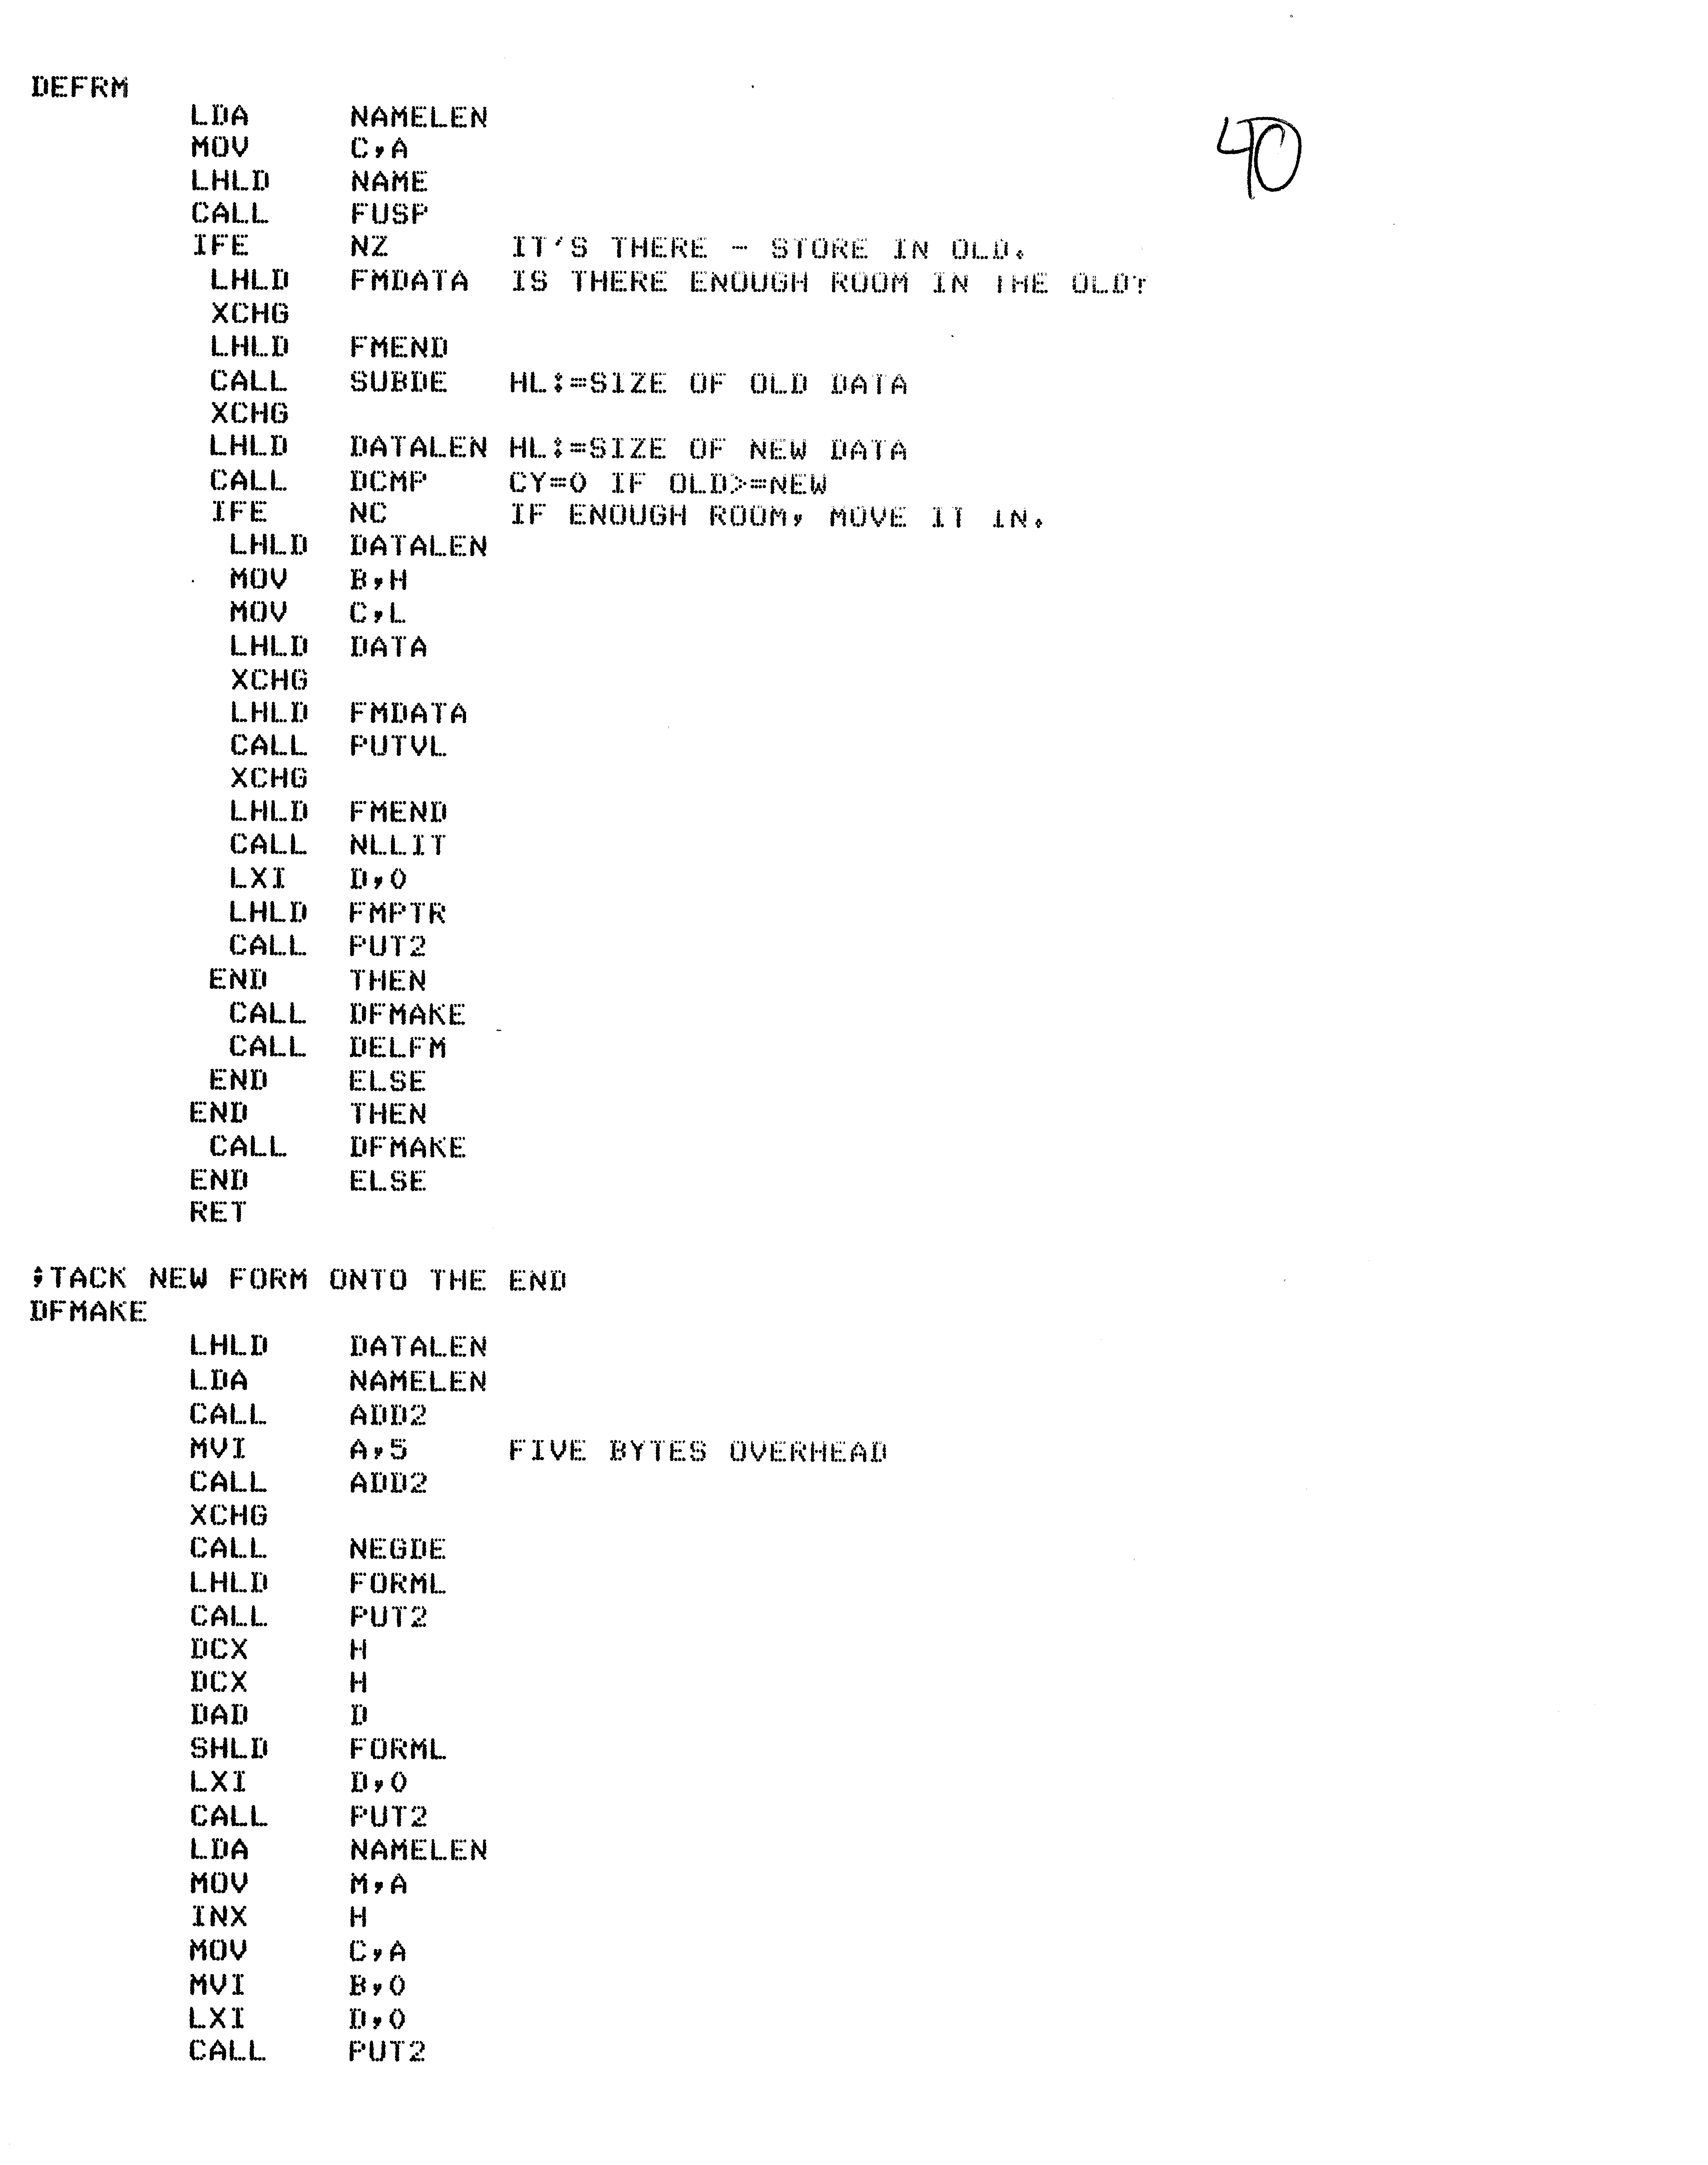 DEFRM
LDA NAMELEN
40
MOV C,A
LHLD NAME
CALL FUSP
IFE NZ IT'S THERE - STORE IN OLD.
LHLD FMDATA IS THERE ENOUGH ROOM IN THE OLD?
XCHG
LHLD FMEND
CALL SUBDE HL:=SIZE OF OLD DATA
XCHG
LHLD DATALEN HL:=SIZE OF NEW DATA
CALL DCMP CY=0 IF OLD>=NEW
IFE NC IF ENOUGH ROOM, MOVE IT IN.
LHLD DATALEN
MOV B,H
MOV C,L
LHLD DATA
XCHG
LHLD FMDATA
CALL PUTVL
XCHG
LHLD FMEND
CALL NLLIT
LXI D,0
LHLD FMPTR
CALL PUT2
END THEN
CALL DFMAKE
CALL DELFM
END ELSE
END THEN
CALL DFMAKE
END ELSE
RET
;TACK NEW FORM ONTO THE END
DFMAKE
LHLD DATALEN
LDA NAMELEN
CALL ADD2
MVI A,5 FIVE BYTES OVERHEAD
CALL ADD2
XCHG
CALL NEGDE
LHLD FORML
CALL PUT2
DCX H
DCX H
DAD D
SHLD FORML
LXI D,0
CALL PUT2
LDA NAMELEN
MOV M,A
INX H
MOV C,A
MVI B,0
LXI D,0
CALL PUT2